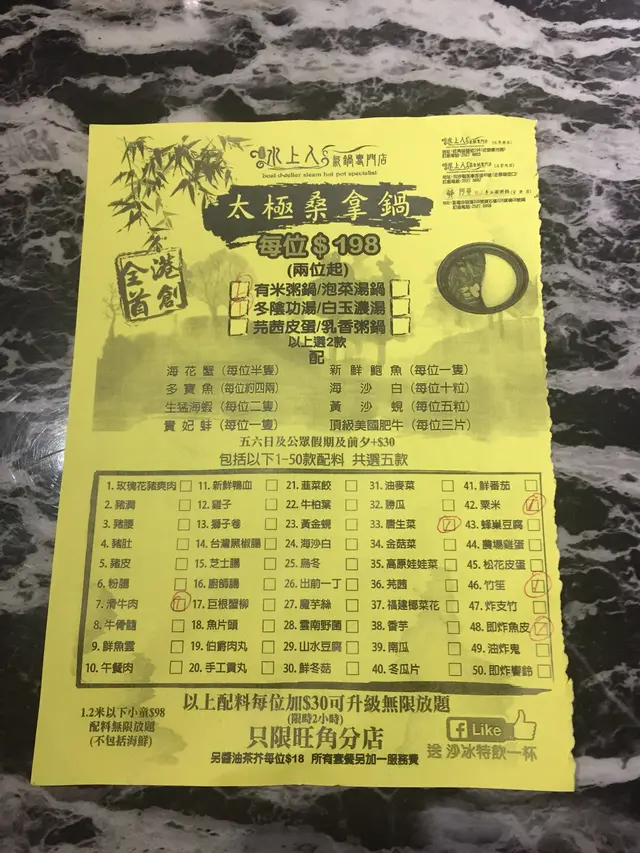 水上人
蒸鍋專門店
boat dweller steam hot pot specialist
太極桑拿鍋
每位$198
(兩位起)
全港首創
有米粥鍋/泡菜湯鍋
冬陰功湯/白玉濃湯
芫茜皮蛋/乳香粥鍋
以上選2款
配
海花蟹(每位半隻) 新鮮鮑魚(每位一隻)
多寶魚(每位約四兩) 海沙白(每位十粒)
生猛海蝦(每位二隻) 黃沙蜆(每位五粒)
貴妃蚌(每位一隻) 頂級美國肥牛(每位三片)
五六日及公眾假期及前夕+$30
包括以下1-50款配料 共選五款
1. 玫瑰花豬爽肉 11. 新鮮鴨血 21. 韮菜餃 31. 油麥菜 41. 鮮番茄
2. 豬潤 12. 雞子 22. 牛柏葉 32. 勝瓜 42. 粟米
3. 豬腰 13. 獅子卷 23. 黃金蜆 33. 唐生菜 43. 蜂巢豆腐
4. 豬肚 14. 台灣黑椒腸 24. 海沙白 34. 金菇菜 44. 農場雞蛋
5. 豬皮 15. 芝士腸 25. 烏冬 35. 高原娃娃菜 45. 松花皮蛋
6. 粉腸 16. 廚師腸 26. 出前一丁 36. 芫茜 46. 竹笙
7. 滑牛肉 17. 巨根蟹柳 27. 魔芋絲 37. 福建椰菜花 47. 炸支竹
8. 牛骨髓 18. 魚片頭 28. 雲南野菌 38. 香芋 48. 即炸魚皮
9. 鮮魚雲 19. 伯爵肉丸 29. 山水豆腐 39. 南瓜 49. 油炸鬼
10. 午餐肉 20. 手工貢丸 30. 鮮冬菇 40. 冬瓜片 50. 即炸響鈴
1.2米以下小童$98
配料無限放題
(不包括海鮮)
以上配料每位加$30可升級無限放題
(限時2小時)
只限旺角分店
另醬油茶芥每位$18 所有套餐另加一服務費
f Like
送 沙冰特飲一杯